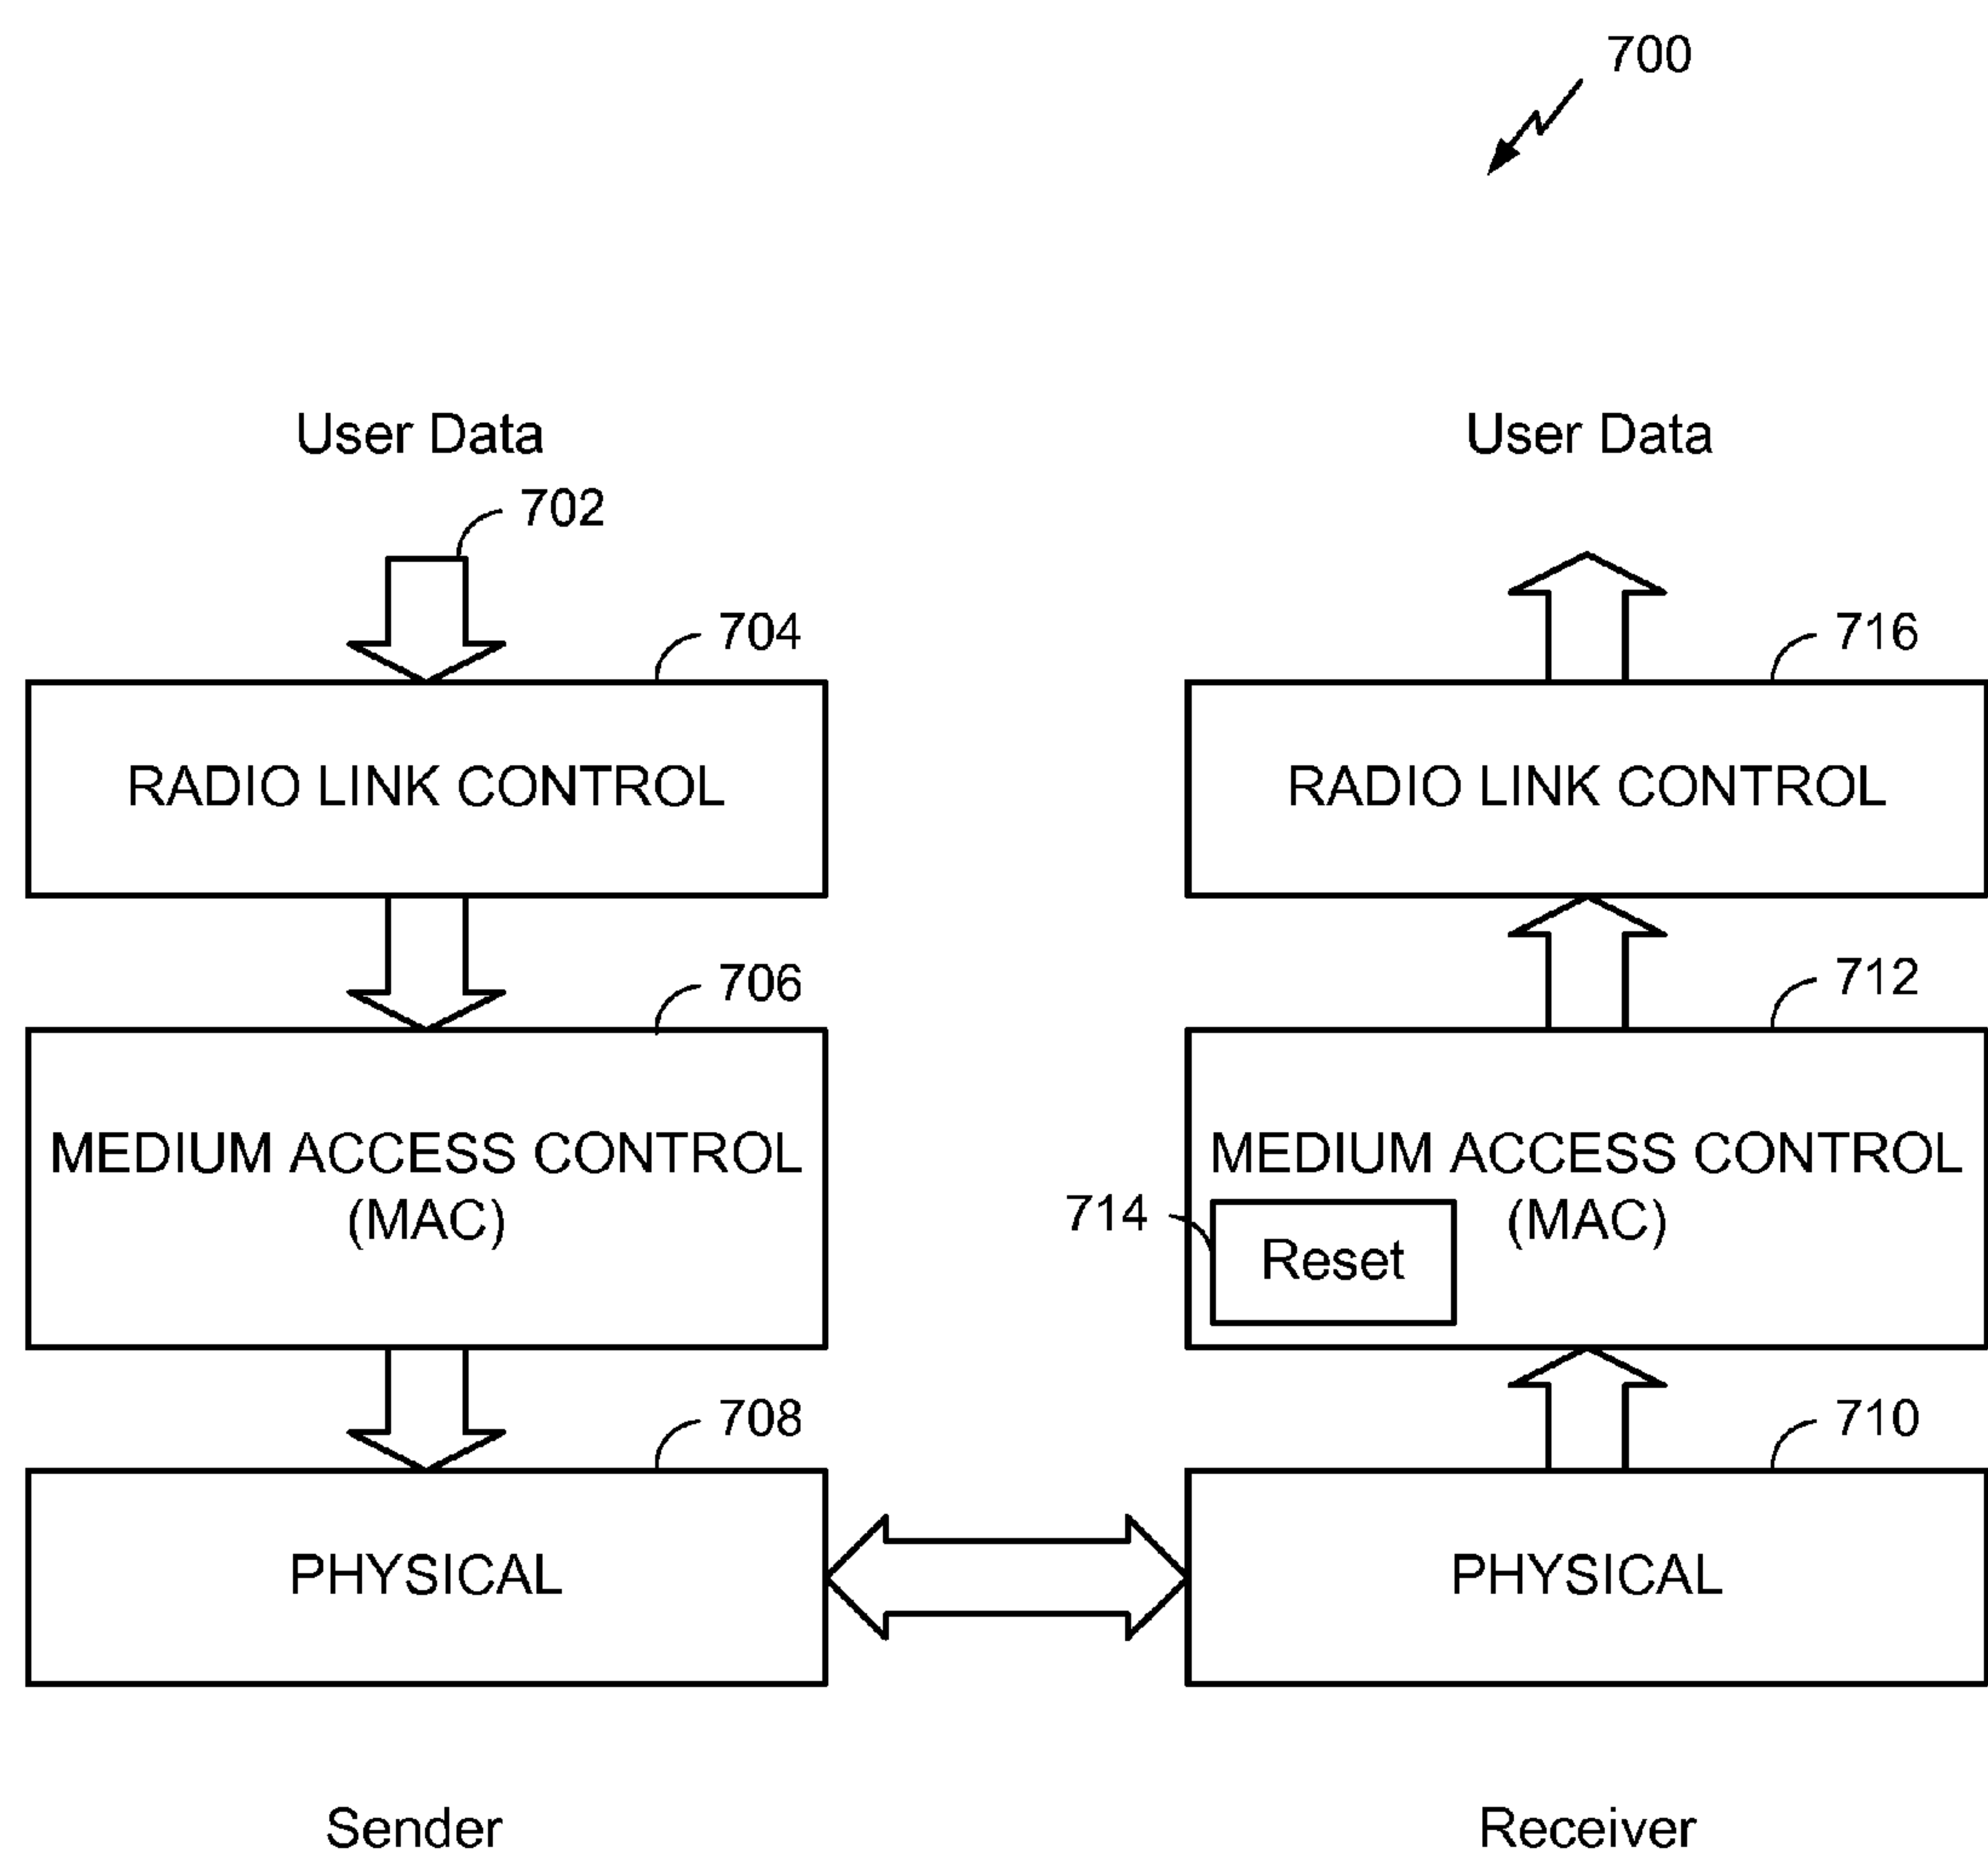 700
User Data
702
704
RADIO LINK CONTROL
706
MEDIUM ACCESS CONTROL
(MAC)
708
PHYSICAL
Sender
User Data
716
RADIO LINK CONTROL
712
MEDIUM ACCESS CONTROL
(MAC)
714
Reset
710
PHYSICAL
Receiver